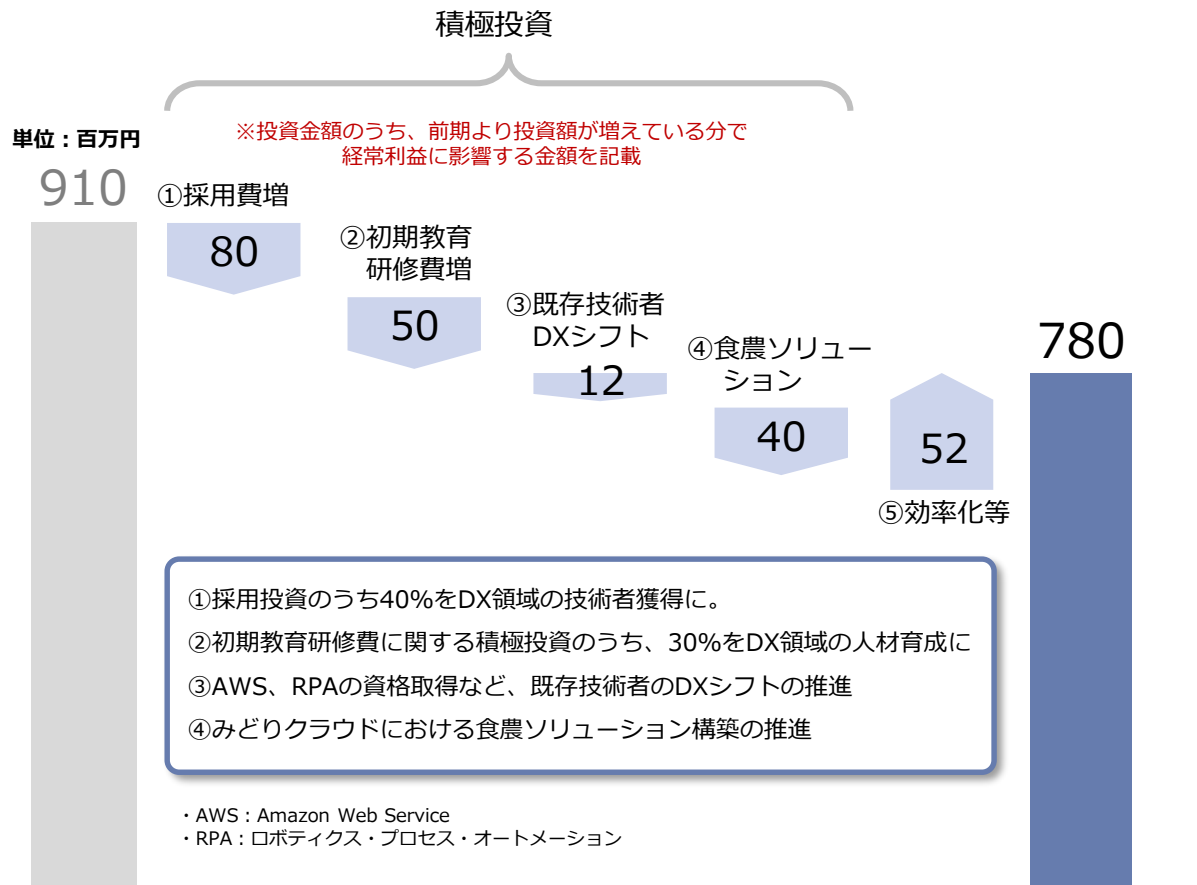 積極投資
※投資金額のうち、前期より投資額が増えている分で
経常利益に影響する金額を記載
単位：百万円
910
①採用費増
80
②初期教育
研修費増
50
③既存技術者
DXシフト
12
④食農ソリュー
ション
40
52
⑤効率化等
780
①採用投資のうち40%をDX領域の技術者獲得に。
②初期教育研修費に関する積極投資のうち、30%をDX領域の人材育成に
③AWS、RPAの資格取得など、既存技術者のDXシフトの推進
④みどりクラウドにおける食農ソリューション構築の推進
・AWS：Amazon Web Service
・RPA：ロボティクス・プロセス・オートメーション